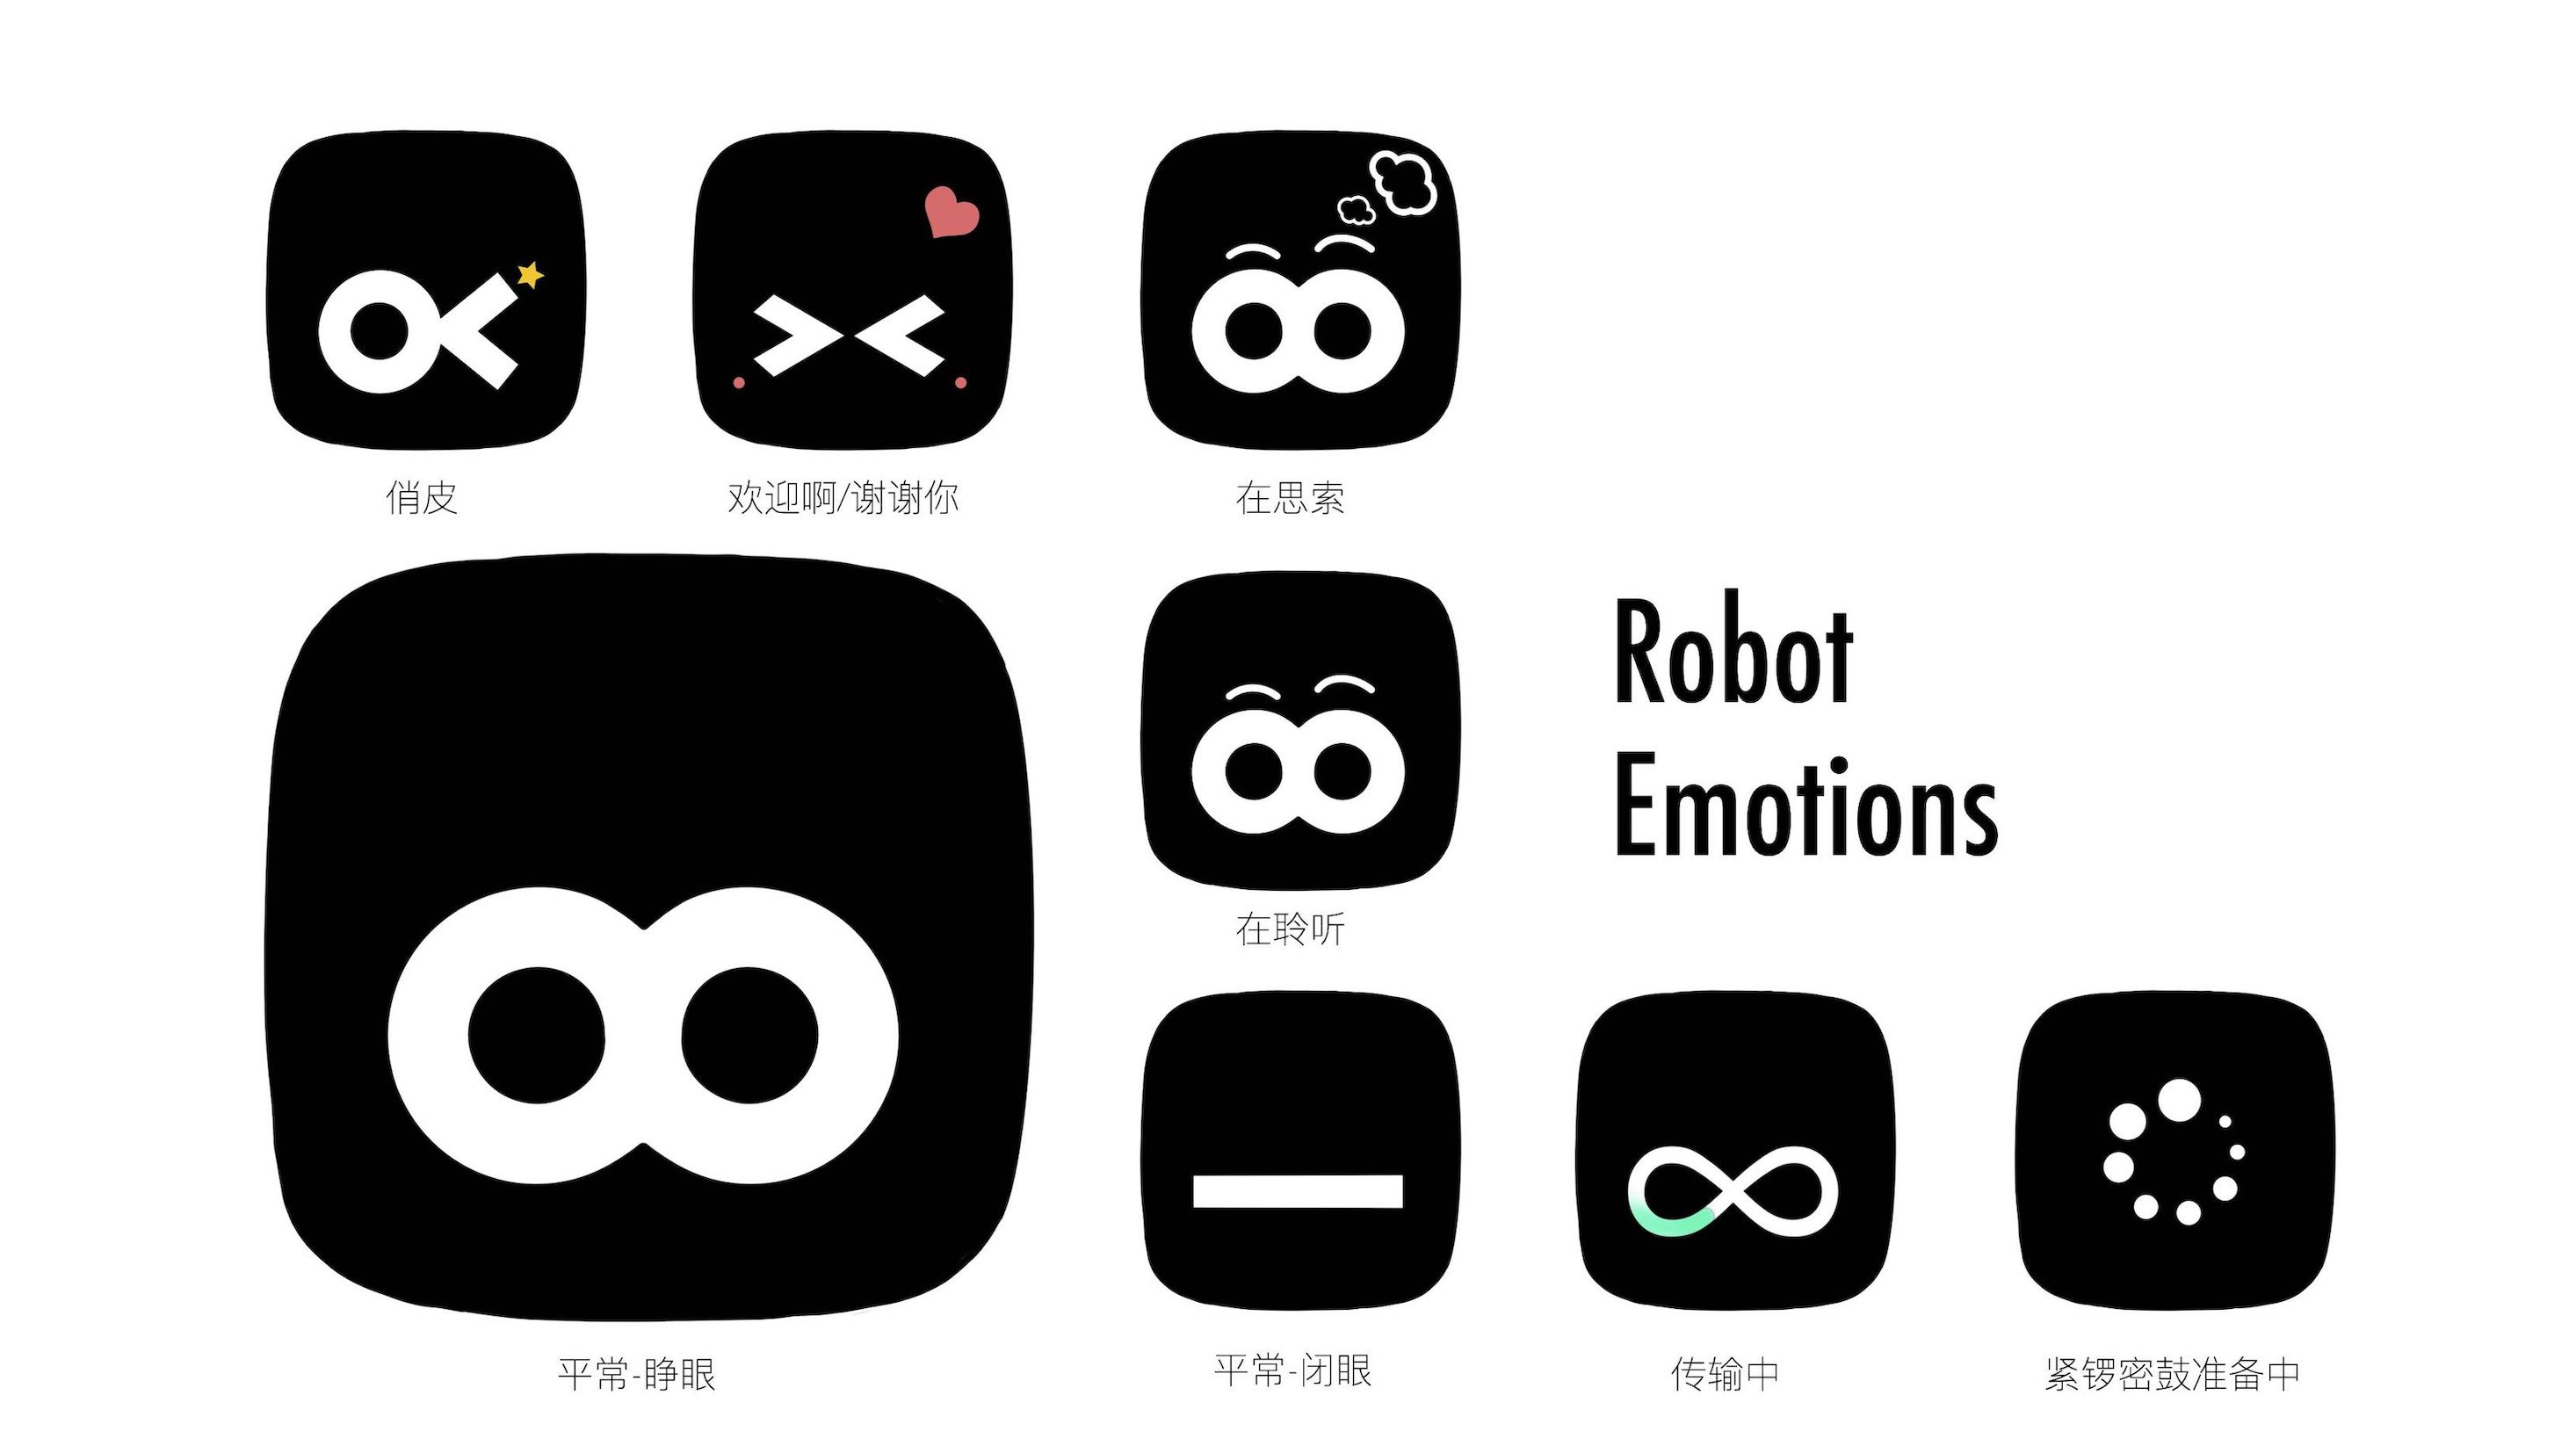 俏皮
欢迎啊/谢谢你
在思索
Robot
Emotions
在聆听
平常-睁眼
平常-闭眼
传输中
紧锣密鼓准备中